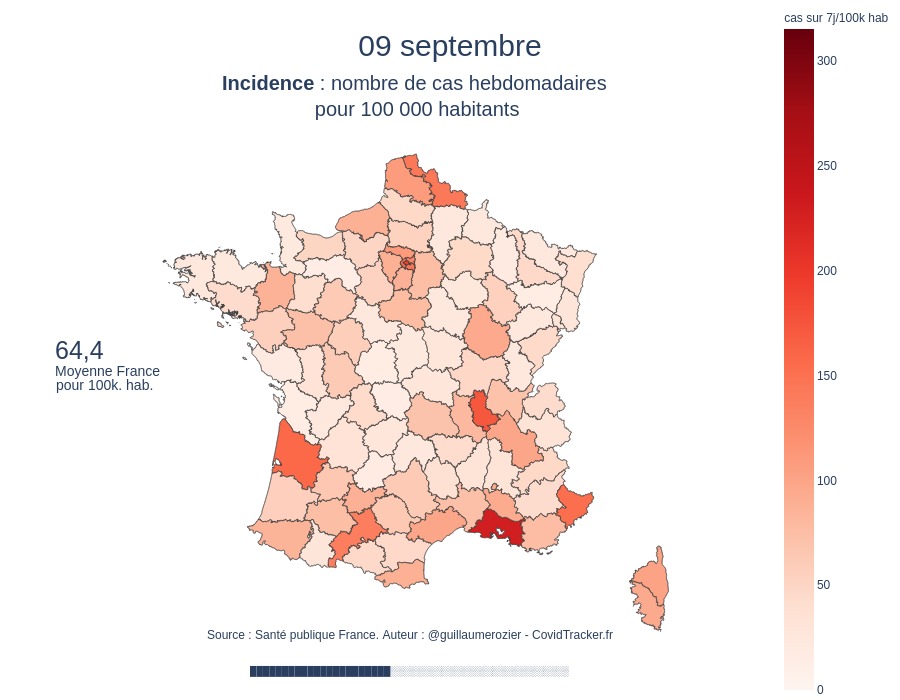 cas sur 7j/100k hab
09 septembre
Incidence : nombre de cas hebdomadaires
pour 100 000 habitants
300
250
200
150
100
50
0
64,4
Moyenne France
pour 100k. hab.
Source : Santé publique France. Auteur : @guillaumerozier - CovidTracker.fr